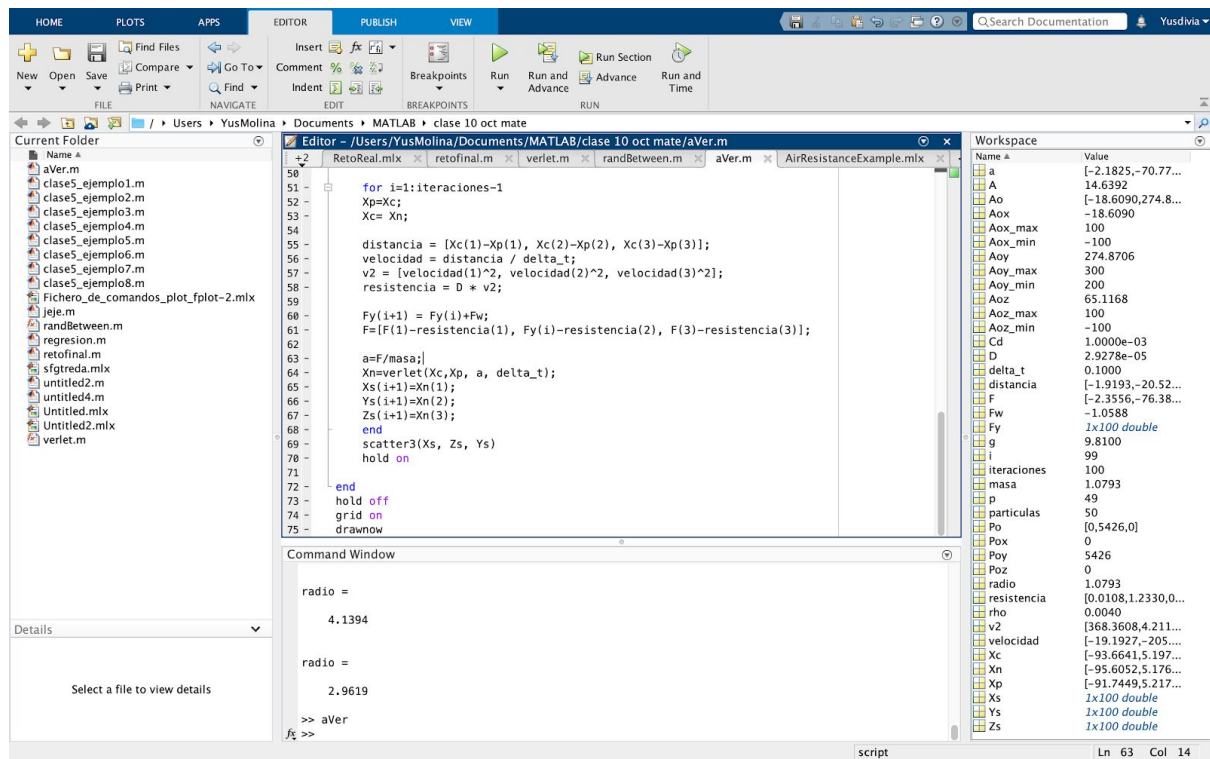 HOME PLOTS APPS EDITOR PUBLISH VIEW Search Documentation Yusdivia
New Open Save Find Files Compare Print
Go To Find
Insert fx
Comment %
Indent
Breakpoints Run Run and Advance Run Section Advance Run and Time
FILE NAVIGATE EDIT BREAKPOINTS RUN
/ Users YusMolina Documents MATLAB clase 10 oct mate
Current Folder
Name
aVer.m
clase5_ejemplo1.m
clase5_ejemplo2.m
clase5_ejemplo3.m
clase5_ejemplo4.m
clase5_ejemplo5.m
clase5_ejemplo6.m
clase5_ejemplo7.m
clase5_ejemplo8.m
Fichero_de_comandos_plot_fplot-2.mlx
jeje.m
randBetween.m
regresion.m
retofinal.m
sfgtreda.mlx
untitled2.m
untitled4.m
Untitled.mlx
Untitled2.mlx
verlet.m
Details
Select a file to view details
Editor - /Users/YusMolina/Documents/MATLAB/clase 10 oct mate/aVer.m
+2 RetoReal.mlx retofinal.m verlet.m randBetween.m aVer.m AirResistanceExample.mlx
50
51 - for i=1:iteraciones-1
52 - Xp=Xc;
53 - Xc= Xn;
54
55 - distancia = [Xc(1)-Xp(1), Xc(2)-Xp(2), Xc(3)-Xp(3)];
56 - velocidad = distancia / delta_t;
57 - v2 = [velocidad(1)^2, velocidad(2)^2, velocidad(3)^2];
58 - resistencia = D * v2;
59
60 - Fy(i+1) = Fy(i)+Fw;
61 - F=[F(1)-resistencia(1), Fy(i)-resistencia(2), F(3)-resistencia(3)];
62
63 - a=F/masa;
64 - Xn=verlet(Xc,Xp, a, delta_t);
65 - Xs(i+1)=Xn(1);
66 - Ys(i+1)=Xn(2);
67 - Zs(i+1)=Xn(3);
68 - end
69 - scatter3(Xs, Zs, Ys)
70 - hold on
71
72 - end
73 - hold off
74 - grid on
75 - drawnow
Command Window
radio =
4.1394
radio =
2.9619
>> aVer
fx >>
Workspace
Name Value
a [-2.1825,-70.77...
A 14.6392
Ao [-18.6090,274.8...
Aox -18.6090
Aox_max 100
Aox_min -100
Aoy 274.8706
Aoy_max 300
Aoy_min 200
Aoz 65.1168
Aoz_max 100
Aoz_min -100
Cd 1.0000e-03
D 2.9278e-05
delta_t 0.1000
distancia [-1.9193,-20.52...
F [-2.3556,-76.38...
Fw -1.0588
Fy 1x100 double
g 9.8100
i 99
iteraciones 100
masa 1.0793
p 49
particulas 50
Po [0,5426,0]
Pox 0
Poy 5426
Poz 0
radio 1.0793
resistencia [0.0108,1.2330,0...
rho 0.0040
v2 [368.3608,4.211...
velocidad [-19.1927,-205....
Xc [-93.6641,5.197...
Xn [-95.6052,5.176...
Xp [-91.7449,5.217...
Xs 1x100 double
Ys 1x100 double
Zs 1x100 double
script Ln 63 Col 14